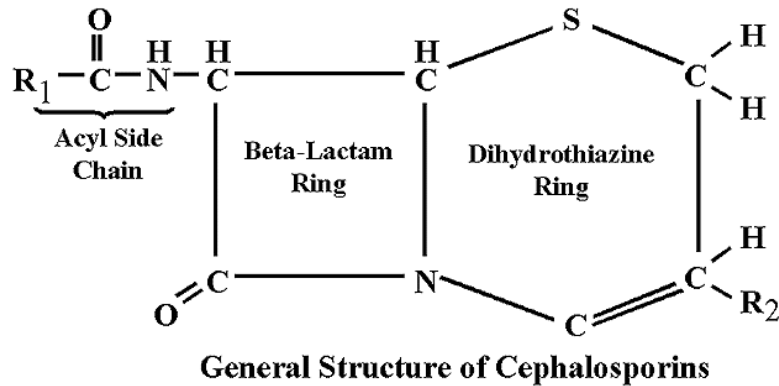 O
H H H S H
R1 C N C C C H
Acyl Side
Chain
Beta-Lactam
Ring
Dihydrothiazine
Ring
H
C N C
O R2
C
General Structure of Cephalosporins